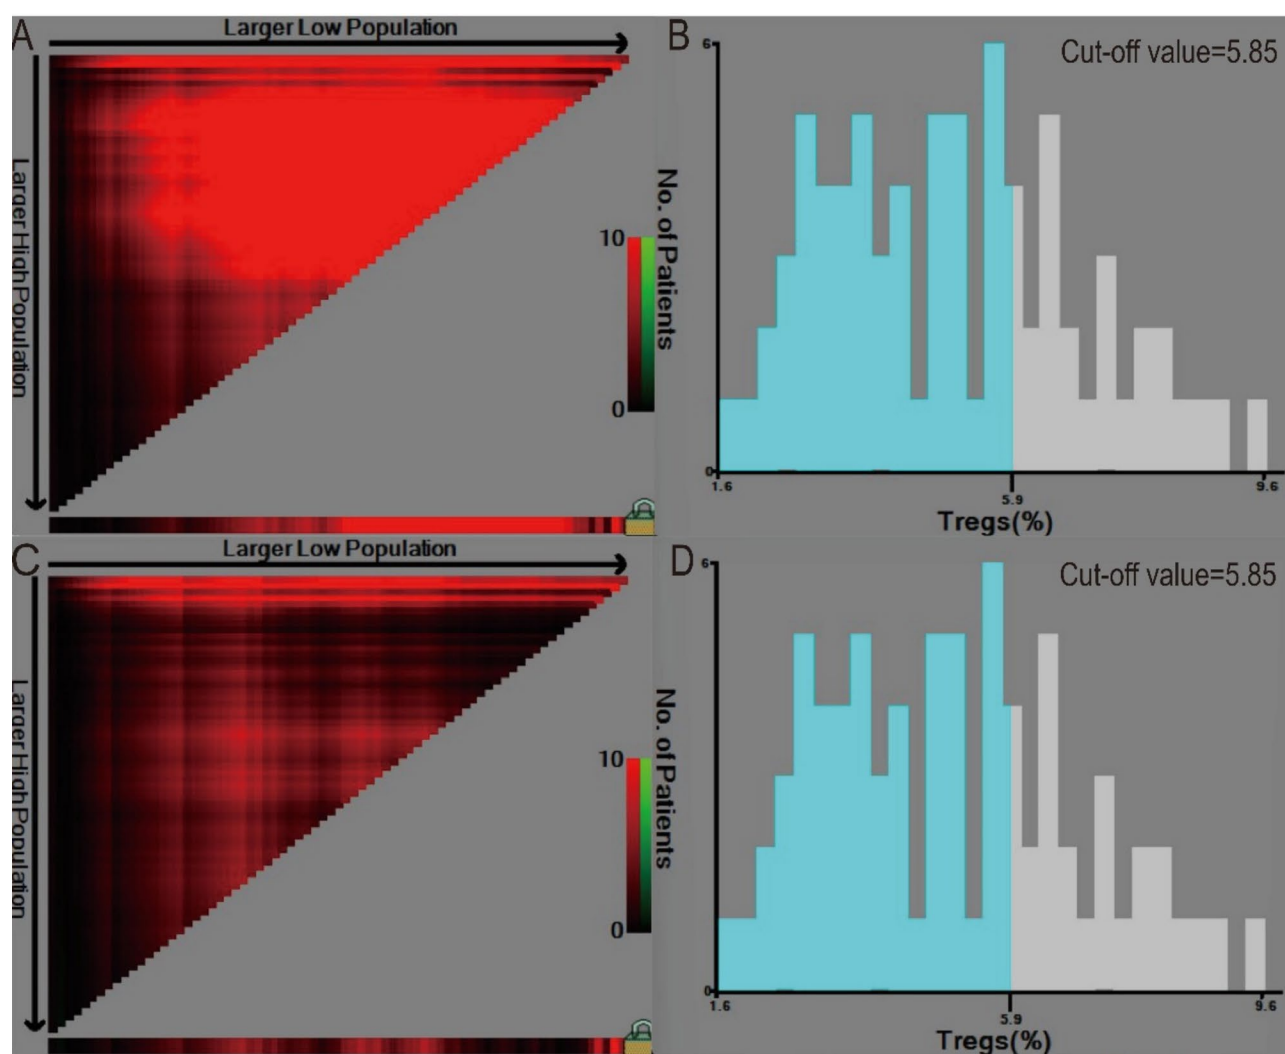 A
Larger Low Population
Larger High Population
10
0
No. of Patients
B
Cut-off value=5.85
6
0
1.6
5.9
9.6
Tregs(%)
C
Larger Low Population
Larger High Population
10
0
No. of Patients
D
Cut-off value=5.85
6
0
1.6
5.9
9.6
Tregs(%)